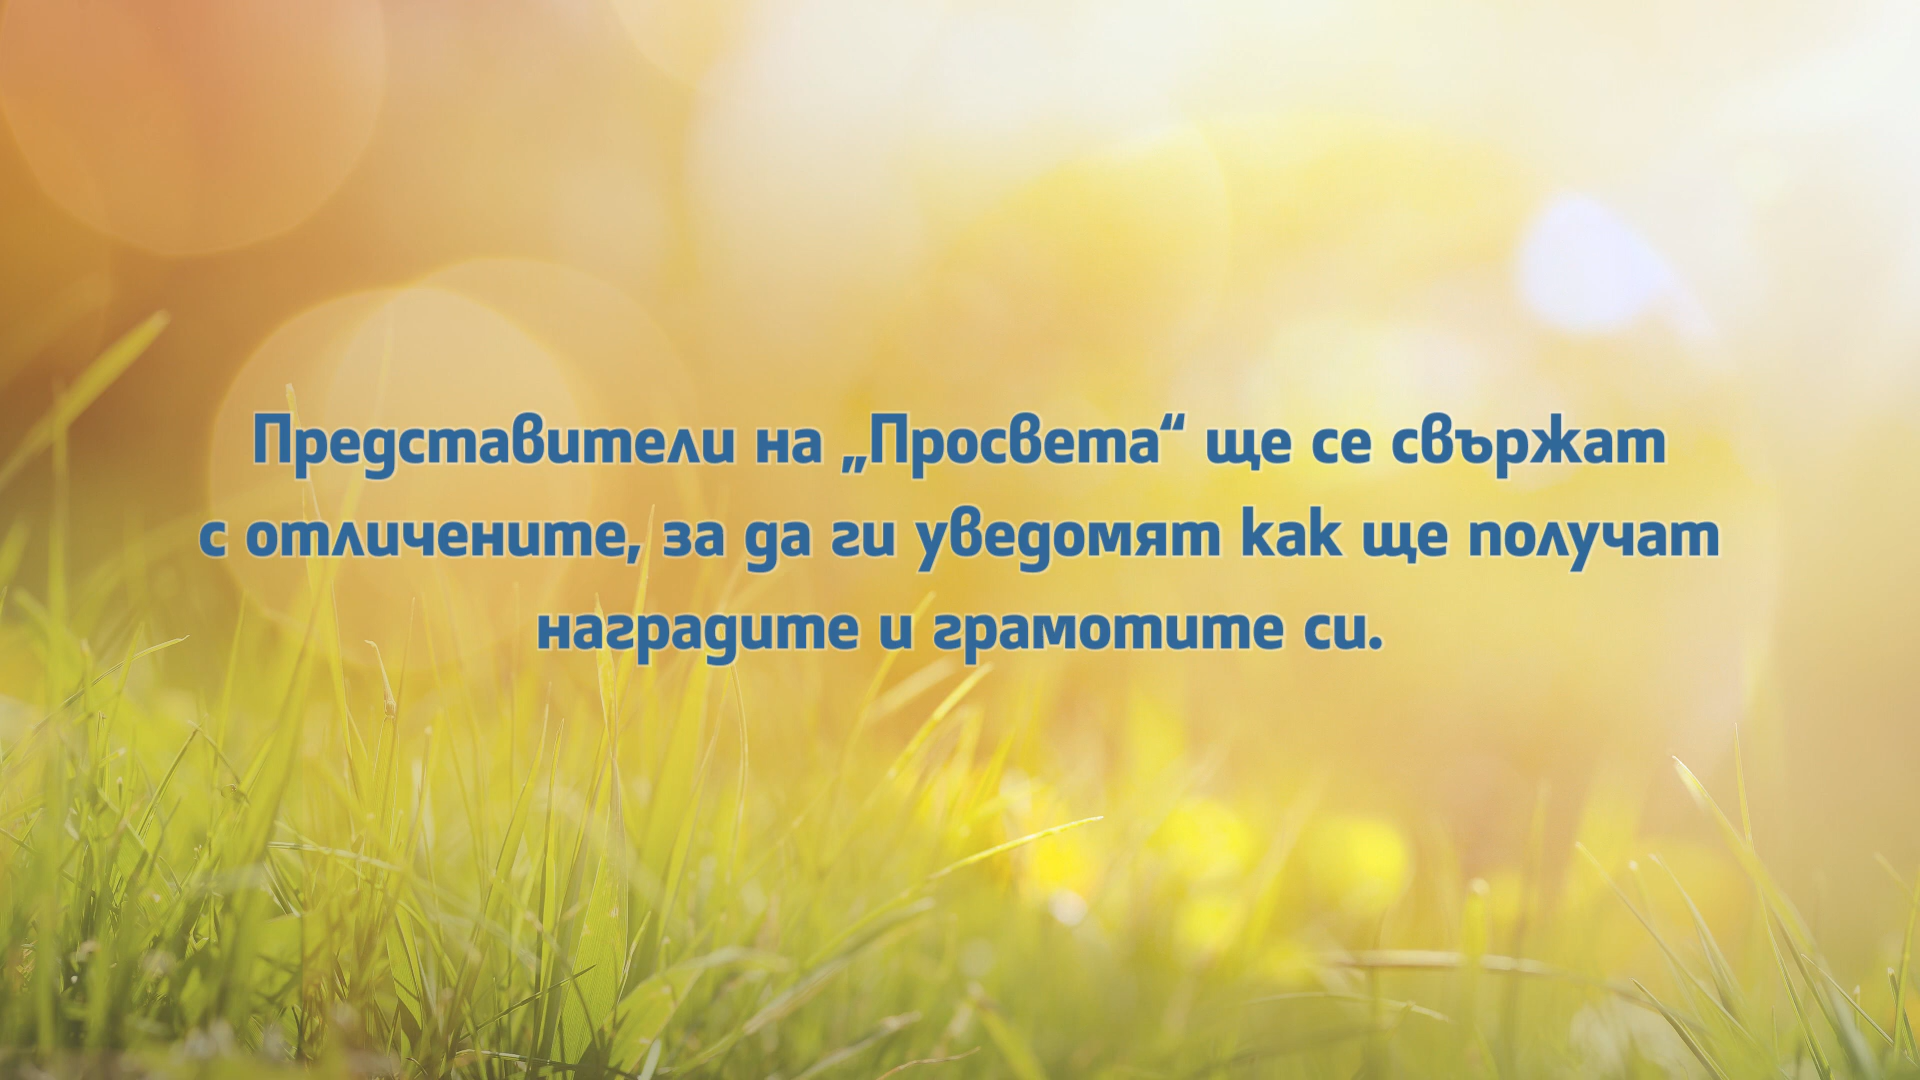 Представители на „Просвета“ ще се свържат
с отличените, за да ги уведомят как ще получат
наградите и грамотите си.